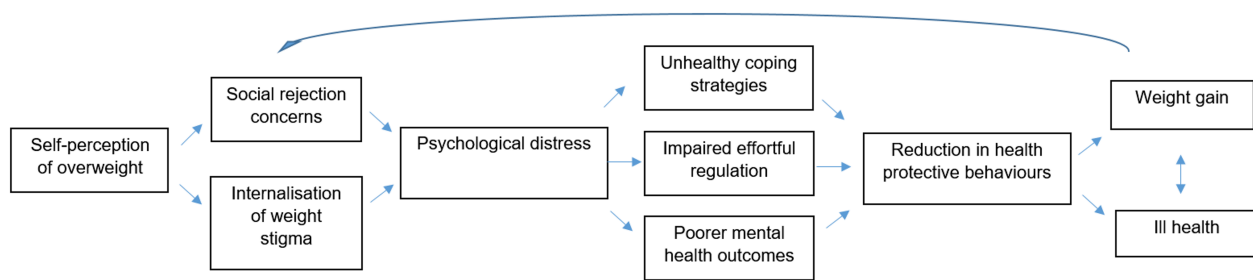 Self-perception
of overweight
Social rejection
concerns
Internalisation
of weight
stigma
Psychological distress
Unhealthy coping
strategies
Impaired effortful
regulation
Poorer mental
health outcomes
Reduction in health
protective behaviours
Weight gain
Ill health